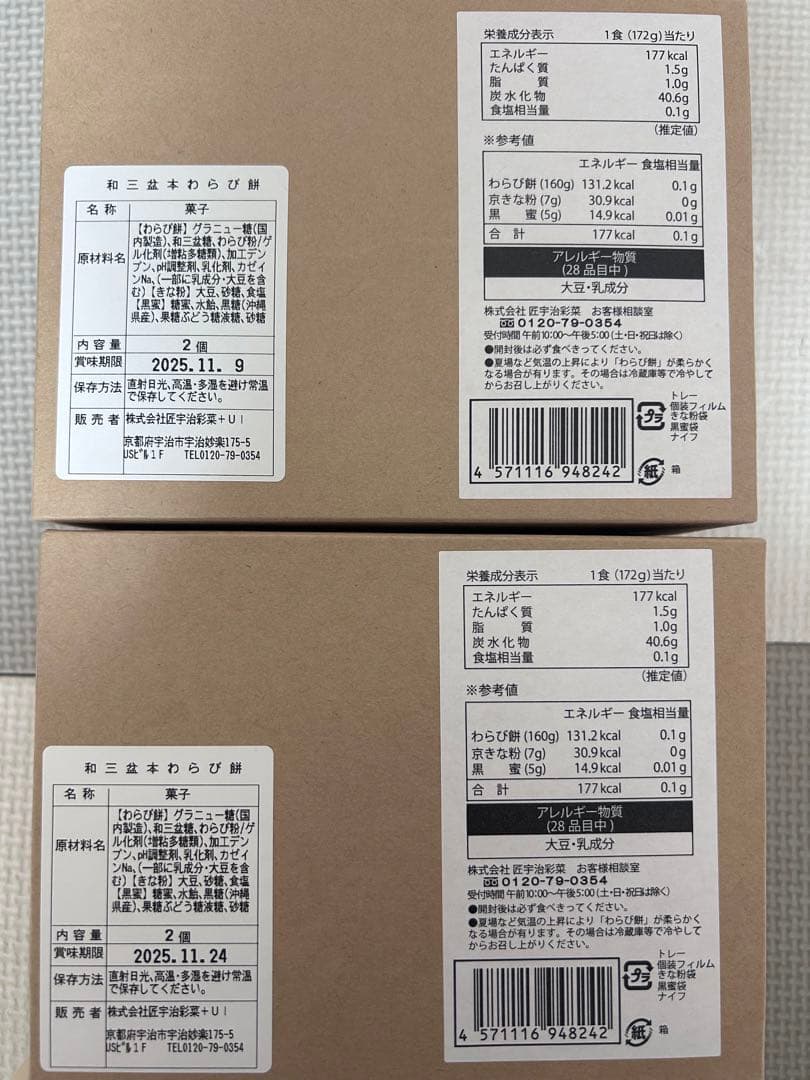 和三盆本わらび餅
名称 菓子
原材料名
【わらび餅】グラニュー糖(国
内製造)、和三盆糖、わらび粉/ゲ
ル化剤(増粘多糖類)、加工デン
プン、pH調整剤、乳化剤、カゼイ
ンNa、(一部に乳成分・大豆を含
む)【きな粉】大豆、砂糖、食塩
【黒蜜】糖蜜、水飴、黒糖(沖縄
県産)、果糖ぶどう糖液糖、砂糖
内容量 2個
賞味期限 2025.11. 9
保存方法 直射日光、高温・多湿を避け常温
で保存してください。
販売者 株式会社匠宇治彩菜+UI
京都府宇治市宇治妙楽175-5
USビル1F TEL0120-79-0354
栄養成分表示 1食(172g)当たり
エネルギー 177kcal
たんぱく質 1.5g
脂質 1.0g
炭水化物 40.6g
食塩相当量 0.1g
(推定値)
※参考値
エネルギー 食塩相当量
わらび餅(160g) 131.2kcal 0.1g
京きな粉(7g) 30.9kcal 0g
黒蜜(5g) 14.9kcal 0.01g
合計 177kcal 0.1g
アレルギー物質
(28品目中)
大豆・乳成分
株式会社 匠宇治彩菜 お客様相談室
0120-79-0354
受付時間 午前10:00〜午後5:00(土・日・祝日は除く)
●開封後は必ず食べきってください。
●夏場など気温の上昇により「わらび餅」が柔らかく
なる場合が有ります。その場合は冷蔵庫等で冷やして
からお召し上がりください。
4 571116 948242
プラ
トレー
個装フィルム
きな粉袋
黒蜜袋
ナイフ
紙 箱
和三盆本わらび餅
名称 菓子
原材料名
【わらび餅】グラニュー糖(国
内製造)、和三盆糖、わらび粉/ゲ
ル化剤(増粘多糖類)、加工デン
プン、pH調整剤、乳化剤、カゼイ
ンNa、(一部に乳成分・大豆を含
む)【きな粉】大豆、砂糖、食塩
【黒蜜】糖蜜、水飴、黒糖(沖縄
県産)、果糖ぶどう糖液糖、砂糖
内容量 2個
賞味期限 2025.11.24
保存方法 直射日光、高温・多湿を避け常温
で保存してください。
販売者 株式会社匠宇治彩菜+UI
京都府宇治市宇治妙楽175-5
USビル1F TEL0120-79-0354
栄養成分表示 1食(172g)当たり
エネルギー 177kcal
たんぱく質 1.5g
脂質 1.0g
炭水化物 40.6g
食塩相当量 0.1g
(推定値)
※参考値
エネルギー 食塩相当量
わらび餅(160g) 131.2kcal 0.1g
京きな粉(7g) 30.9kcal 0g
黒蜜(5g) 14.9kcal 0.01g
合計 177kcal 0.1g
アレルギー物質
(28品目中)
大豆・乳成分
株式会社 匠宇治彩菜 お客様相談室
0120-79-0354
受付時間 午前10:00〜午後5:00(土・日・祝日は除く)
●開封後は必ず食べきってください。
●夏場など気温の上昇により「わらび餅」が柔らかく
なる場合が有ります。その場合は冷蔵庫等で冷やして
からお召し上がりください。
4 571116 948242
プラ
トレー
個装フィルム
きな粉袋
黒蜜袋
ナイフ
紙 箱